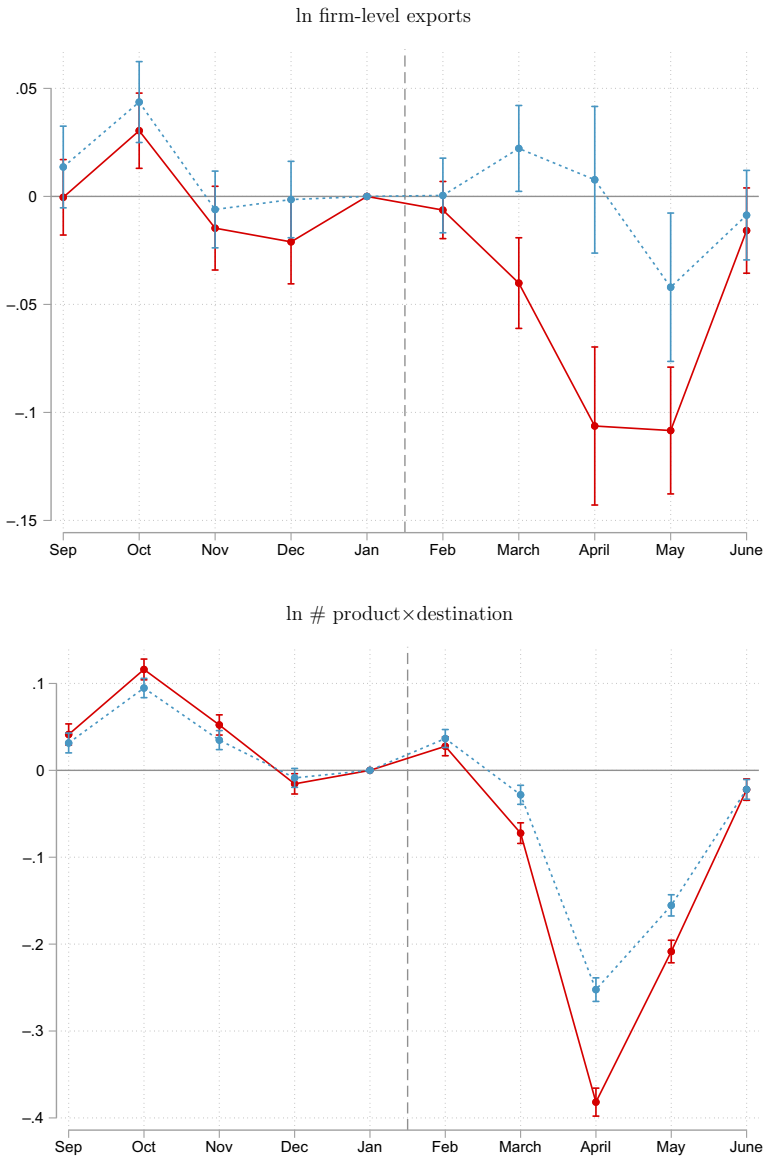 ln firm-level exports
.05
0
−.05
−.1
−.15
Sep Oct Nov Dec Jan Feb March April May June
ln # product×destination
.1
0
−.1
−.2
−.3
−.4
Sep Oct Nov Dec Jan Feb March April May June